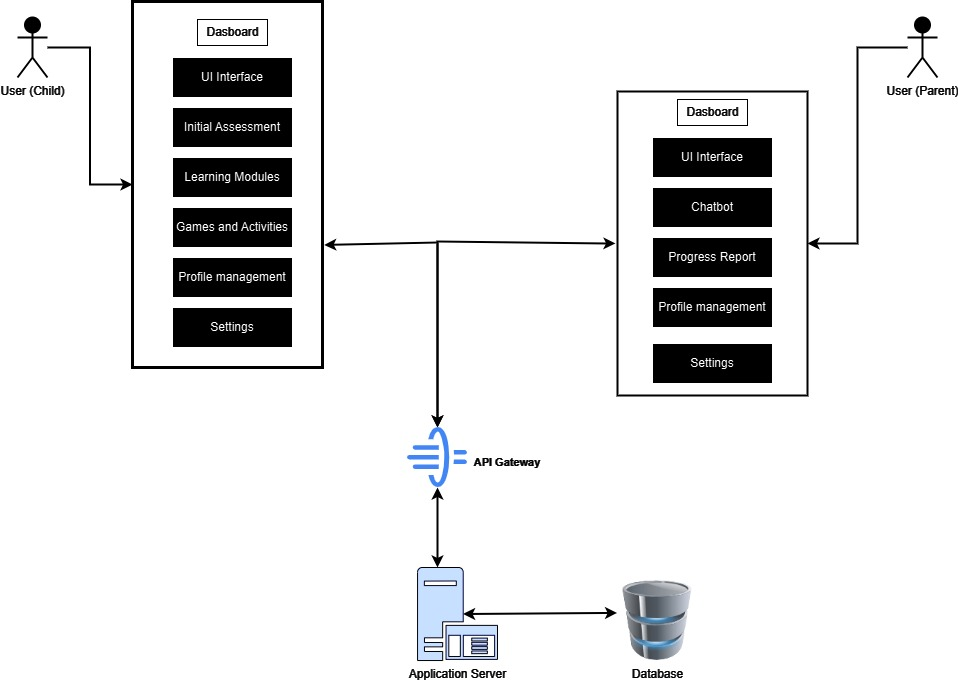 User (Child)
Dasboard
UI Interface
Initial Assessment
Learning Modules
Games and Activities
Profile management
Settings
User (Parent)
Dasboard
UI Interface
Chatbot
Progress Report
Profile management
Settings
API Gateway
Application Server
Database